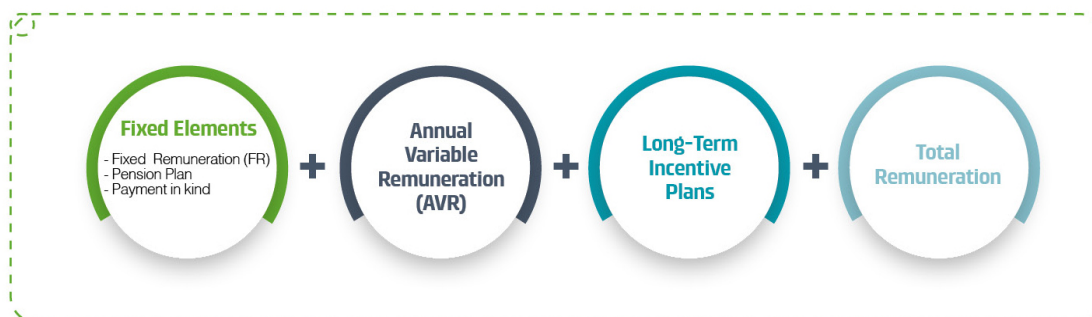 Fixed Elements
- Fixed Remuneration (FR)
- Pension Plan
- Payment in kind
+
Annual
Variable
Remuneration
(AVR)
+
Long-Term
Incentive
Plans
+
Total
Remuneration